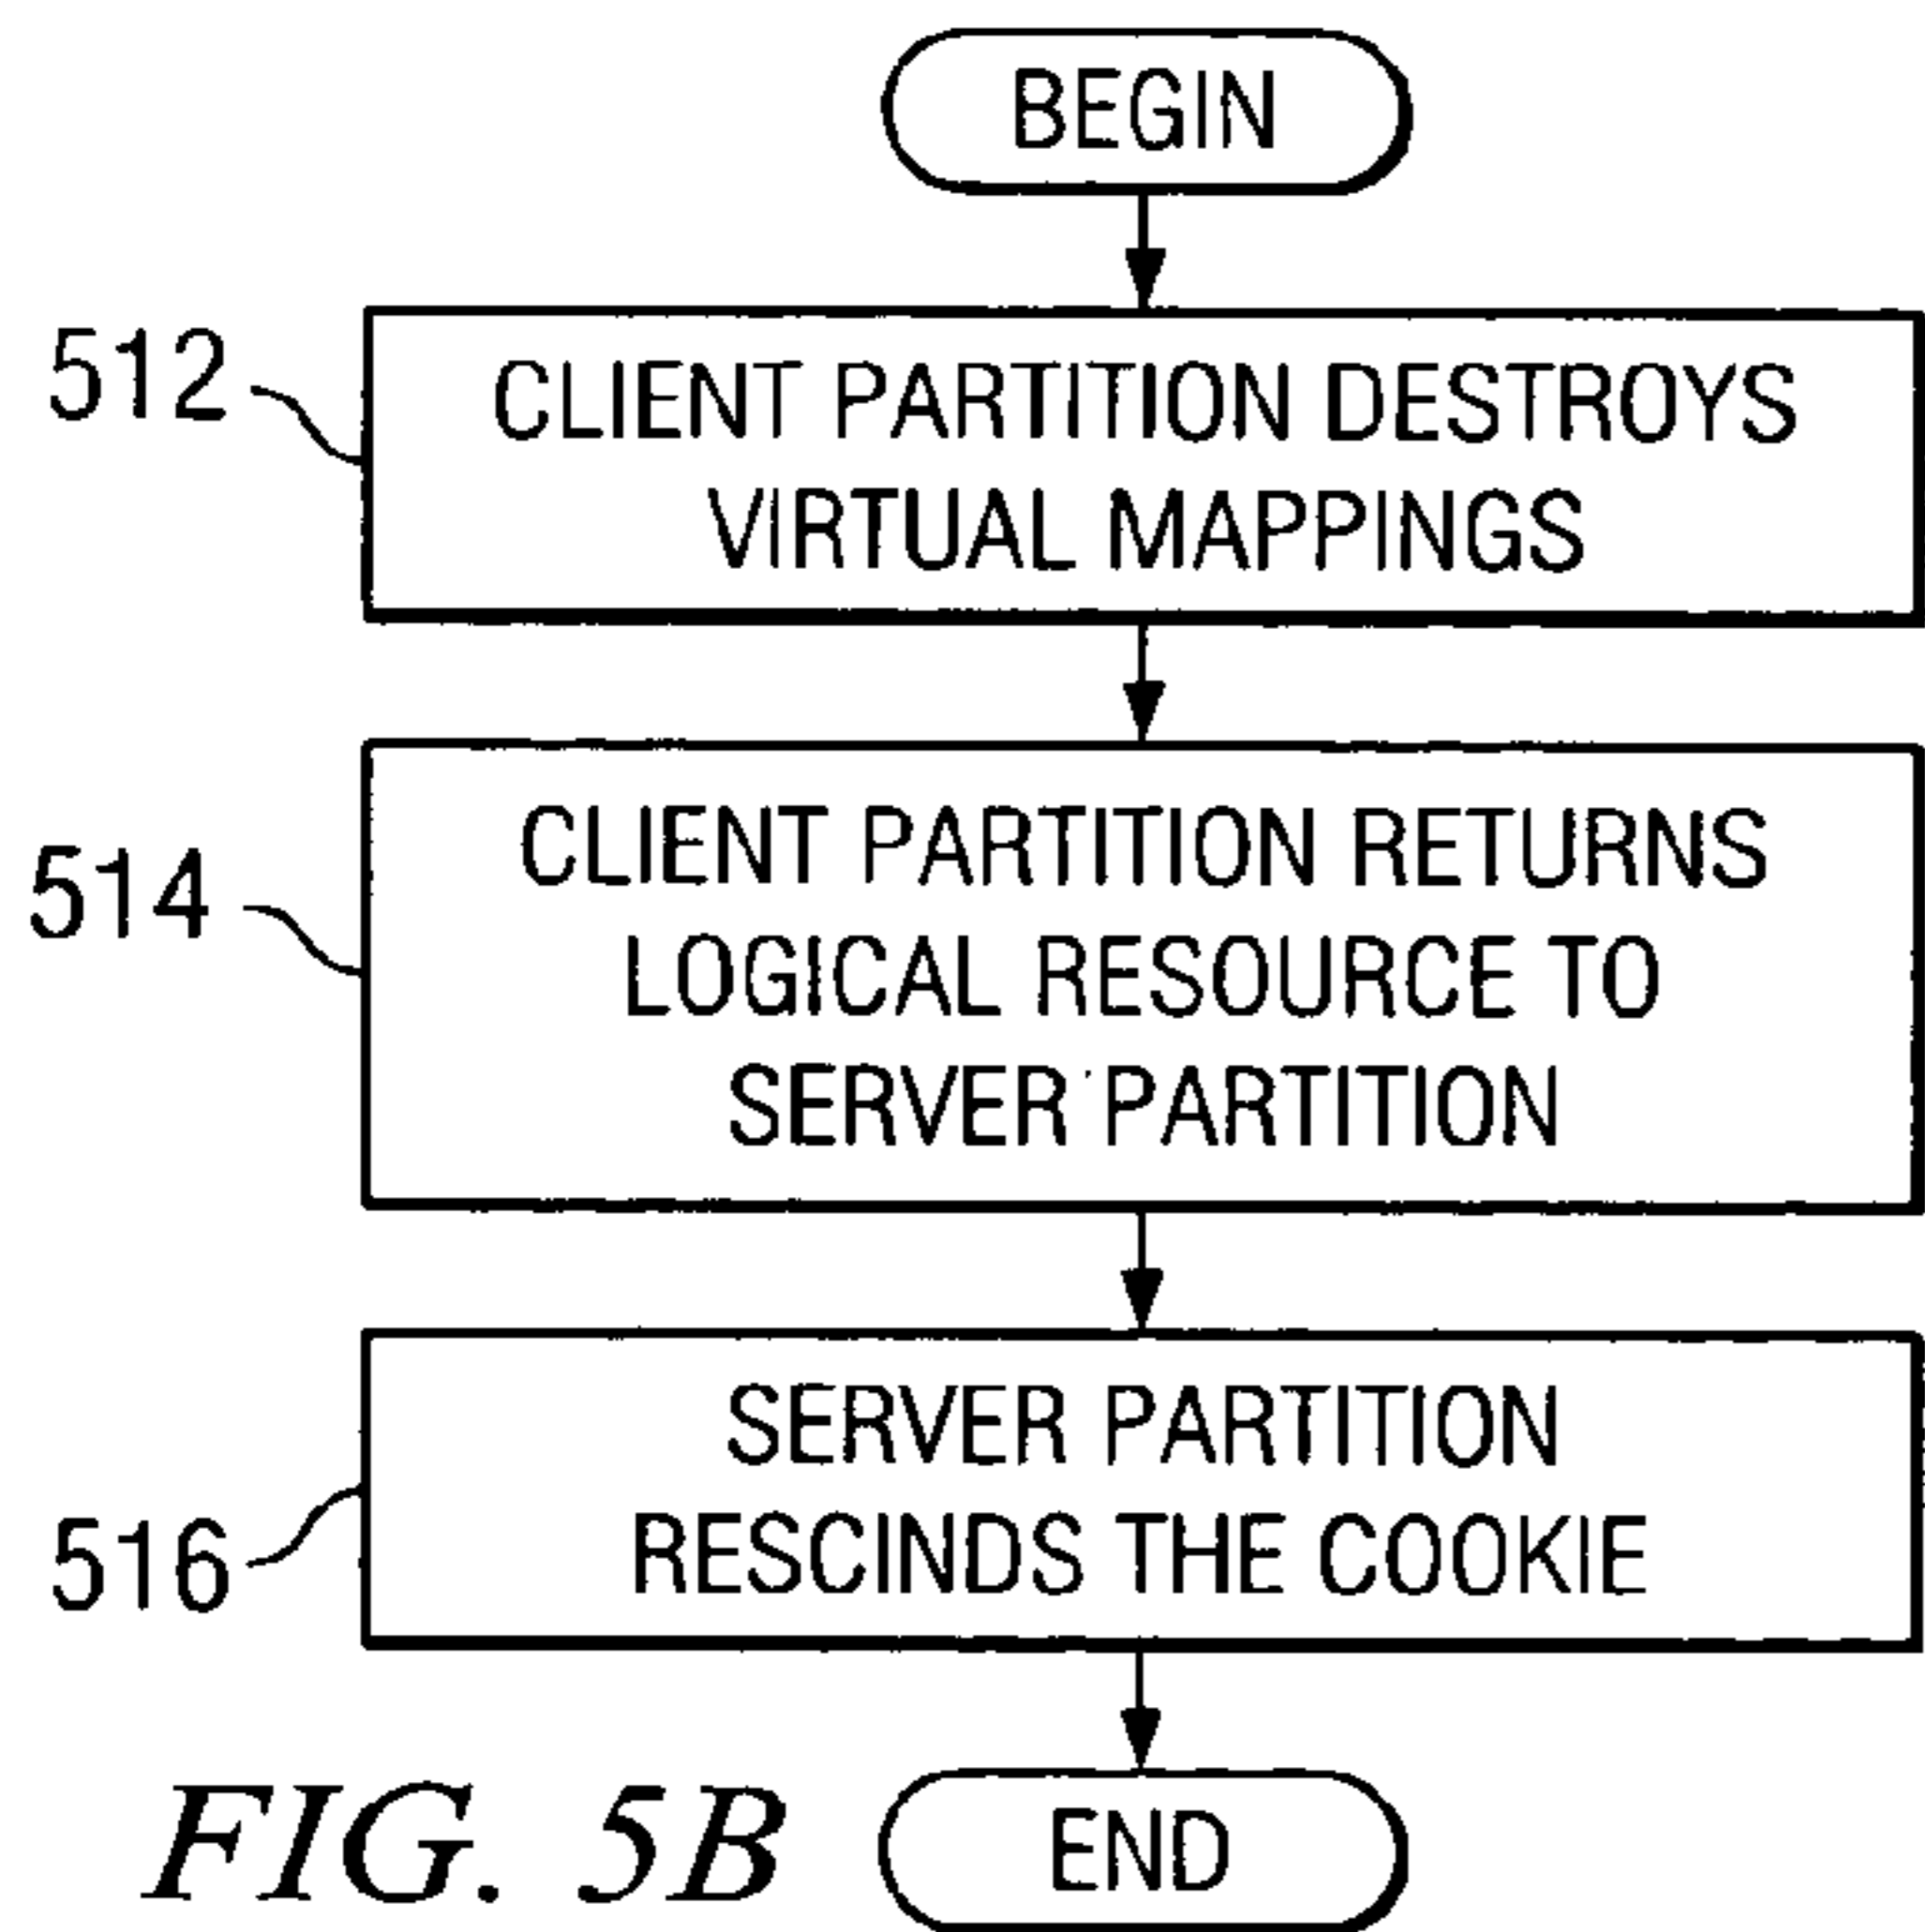 BEGIN
512
CLIENT PARTITION DESTROYS
VIRTUAL MAPPINGS
514
CLIENT PARTITION RETURNS
LOGICAL RESOURCE TO
SERVER PARTITION
516
SERVER PARTITION
RESCINDS THE COOKIE
END
FIG. 5B